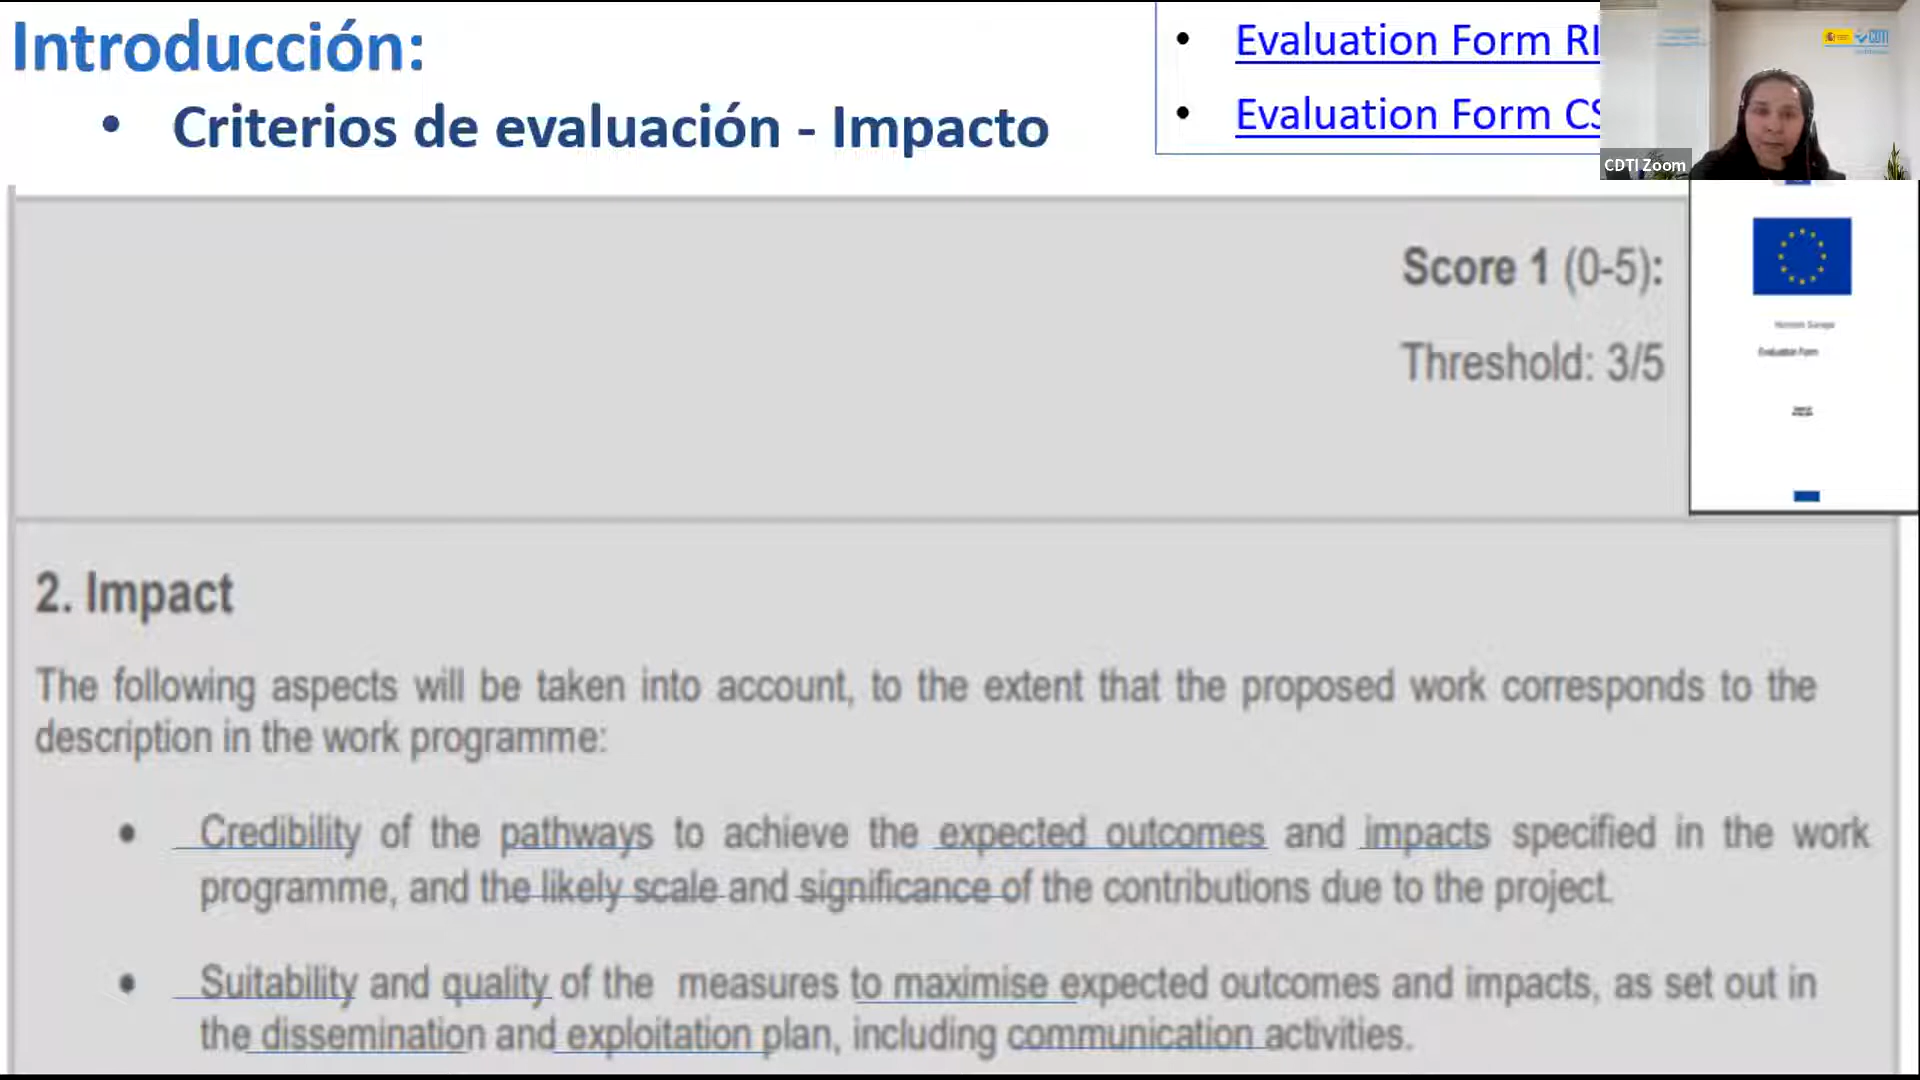 Introducción:
• Criterios de evaluación - Impacto
• Evaluation Form RI
• Evaluation Form CS
CDTI
CDTI Zoom
Score 1 (0-5):
Threshold: 3/5
Evaluation Form
2. Impact
The following aspects will be taken into account, to the extent that the proposed work corresponds to the
description in the work programme:
• Credibility of the pathways to achieve the expected outcomes and impacts specified in the work
programme, and the likely scale and significance of the contributions due to the project.
• Suitability and quality of the measures to maximise expected outcomes and impacts, as set out in
the dissemination and exploitation plan, including communication activities.